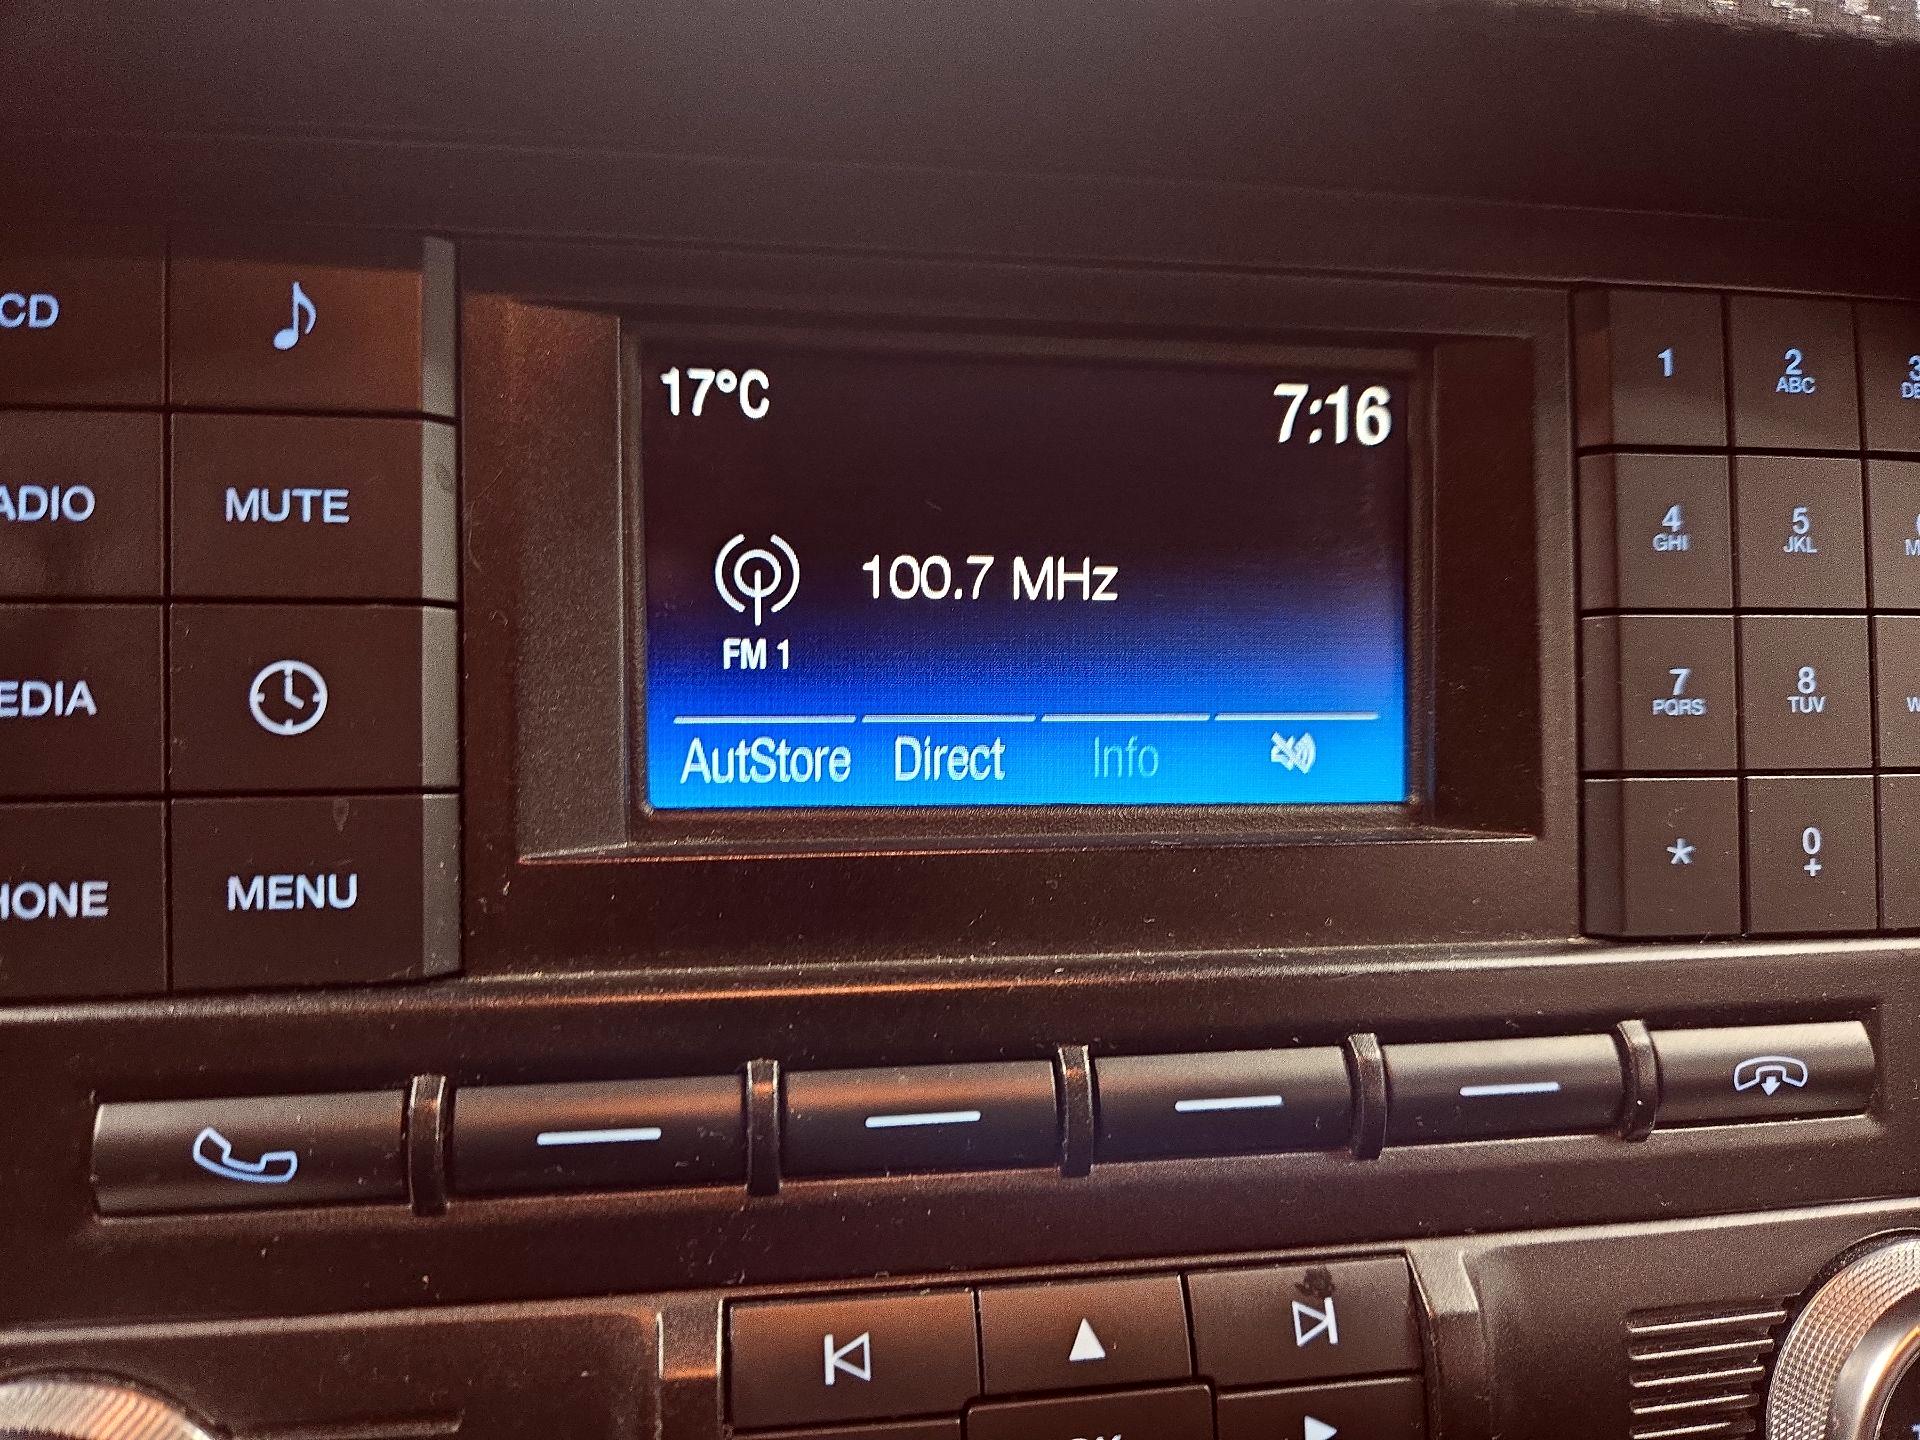 17°C
7:16
100.7 MHz
FM 1
AutStore Direct Info
CD
ADIO
MUTE
EDIA
HONE
MENU
1
2
ABC
3
4
GHI
5
JKL
7
PQRS
8
TUV
*
0
+